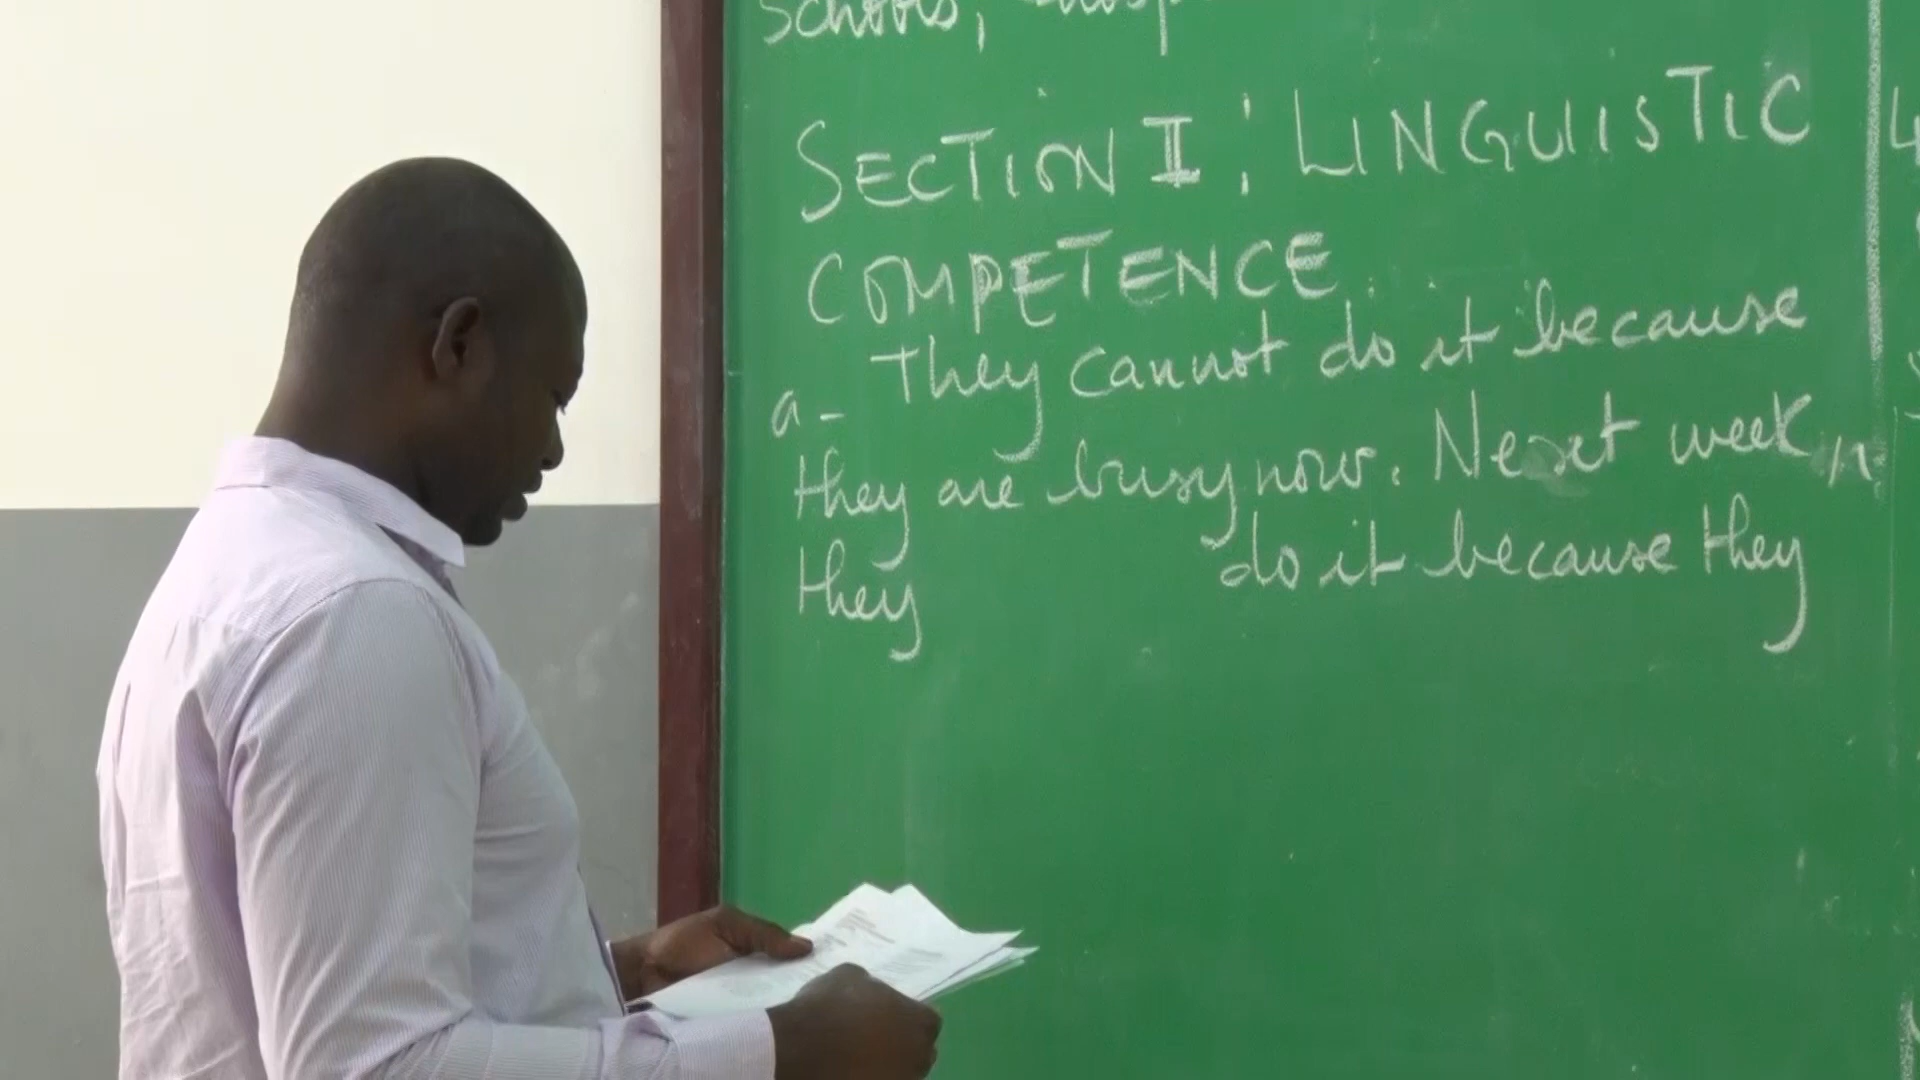 Schools,
SECTION I : LINGUISTIC
COMPETENCE
a- They cannot do it because
they are busy now. Next week,
they do it because they